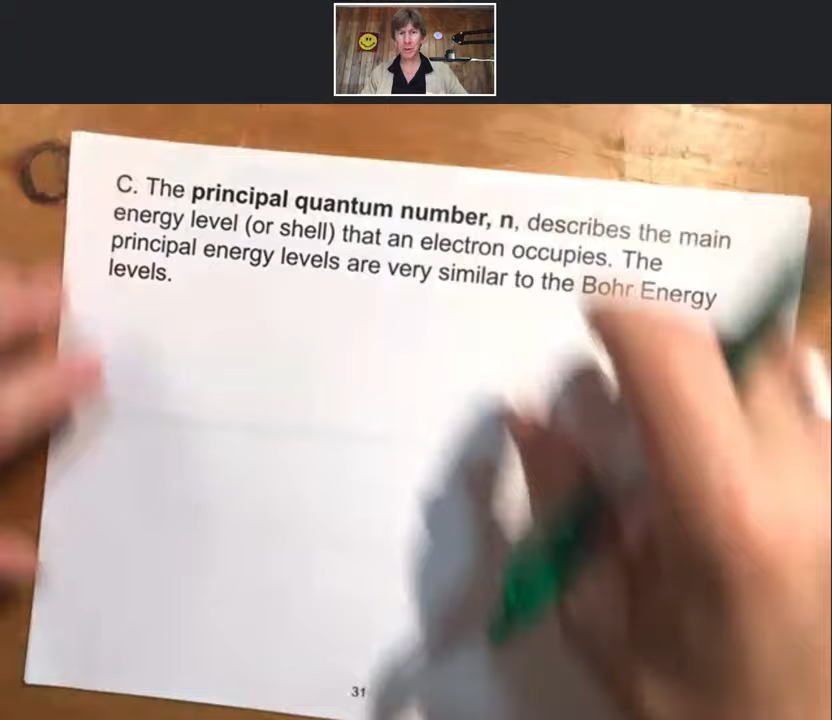 C. The principal quantum number, n, describes the main
energy level (or shell) that an electron occupies. The
principal energy levels are very similar to the Bohr Energy
levels.
31